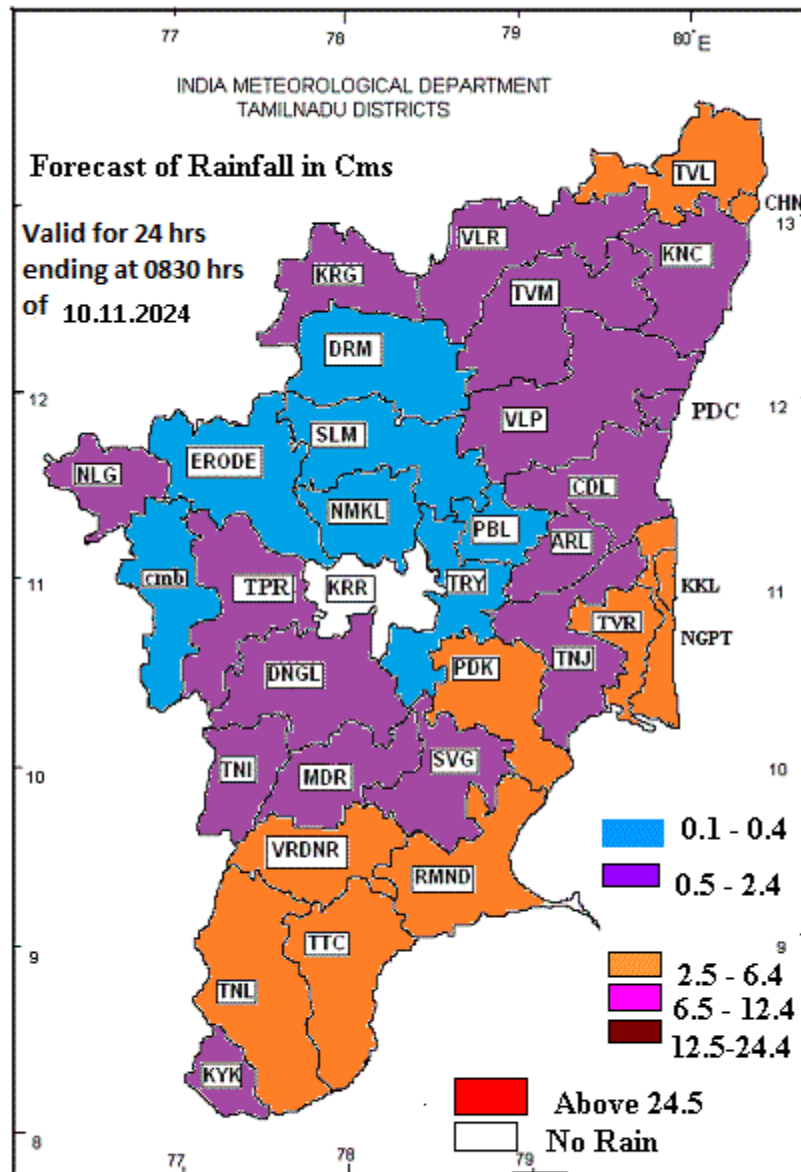 77 78 79 80° E
INDIA METEOROLOGICAL DEPARTMENT
TAMILNADU DISTRICTS
Forecast of Rainfall in Cms
TVL
CHN
13
Valid for 24 hrs
ending at 0830 hrs
of 10.11.2024
VLR
KNC
KRG
TVM
DRM
12
12
PDC
VLP
SLM
ERODE
NLG
CDL
NMKL
PBL
ARL
11
cmb
TPR
KRR
TRY
KKL
11
TVR
NGPT
DNGL
PDK
TNJ
10
TNI
MDR
SVG
10
0.1 - 0.4
VRDNR
RMND
0.5 - 2.4
9
TTC
9
2.5 - 6.4
TNL
6.5 - 12.4
12.5-24.4
KYK
Above 24.5
8
No Rain
77 78 79